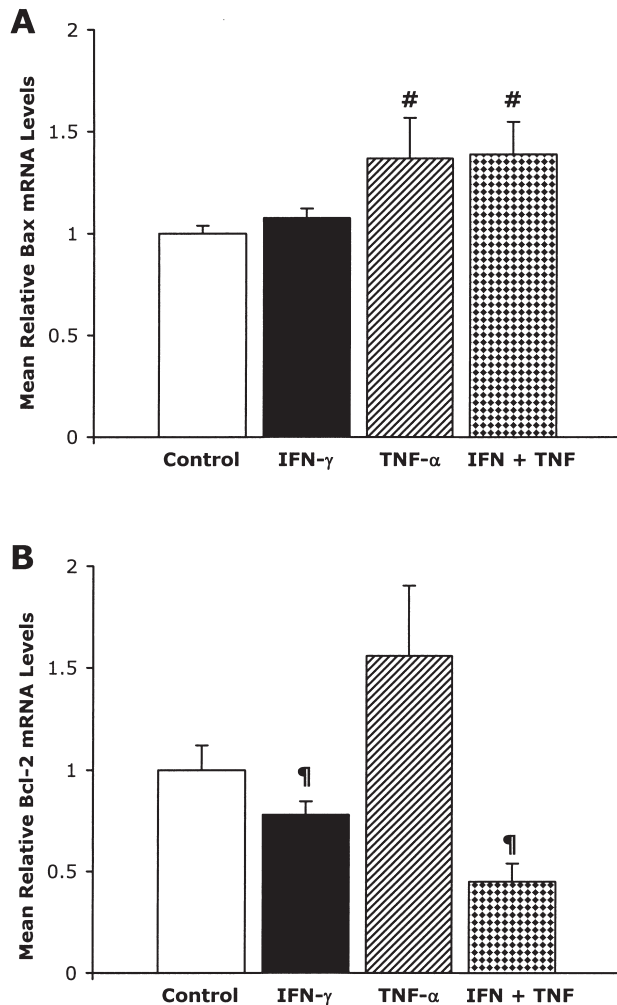 A
Mean Relative Bax mRNA Levels
2
1.5
1
0.5
0
# #
Control IFN-γ TNF-α IFN + TNF
B
Mean Relative Bcl-2 mRNA Levels
2
1.5
1
0.5
0
¶ ¶
Control IFN-γ TNF-α IFN + TNF